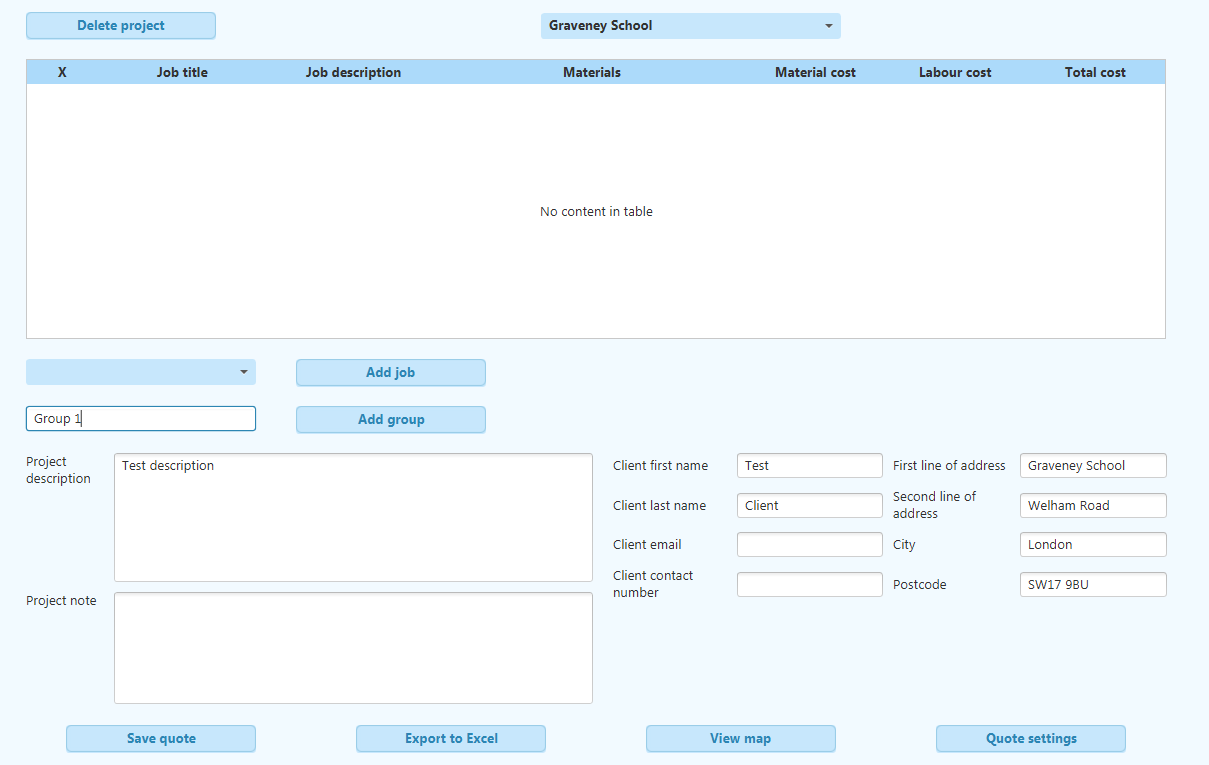 Delete project
Graveney School
X Job title Job description Materials Material cost Labour cost Total cost
No content in table
Add job
Group 1
Add group
Project
description
Test description
Project note
Client first name
Test
First line of address
Graveney School
Client last name
Client
Second line of
address
Welham Road
Client email
City
London
Client contact
number
Postcode
SW17 9BU
Save quote
Export to Excel
View map
Quote settings